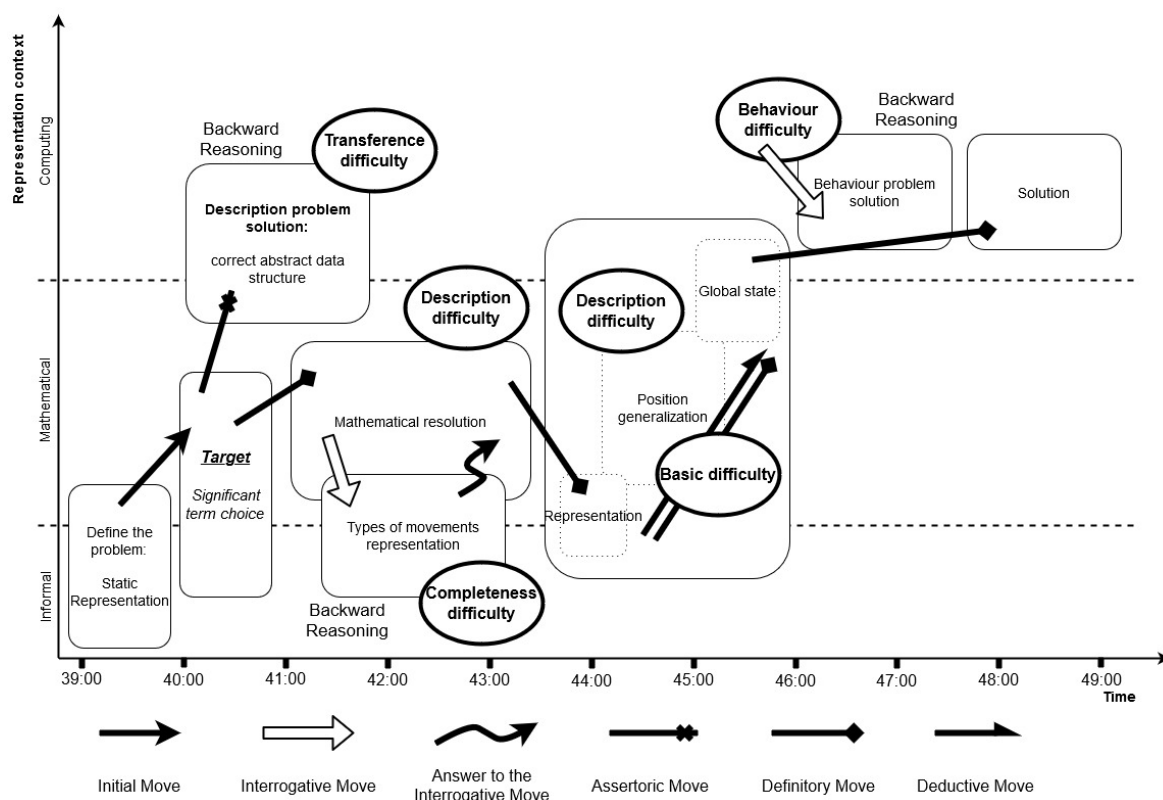 Representation context
Computing
Mathematical
Informal
Backward
Reasoning
Transference
difficulty
Description problem
solution:
correct abstract data
structure
Behaviour
difficulty
Backward
Reasoning
Behaviour problem
solution
Solution
Description
difficulty
Description
difficulty
Global state
Mathematical resolution
Position
generalization
Target
Significant
term choice
Basic difficulty
Define the
problem:
Static
Representation
Types of movements
representation
Representation
Completeness
difficulty
Backward
Reasoning
39:00
40:00
41:00
42:00
43:00
44:00
45:00
46:00
47:00
48:00
49:00
Time
Initial Move
Interrogative Move
Answer to the
Interrogative Move
Assertoric Move
Definitory Move
Deductive Move